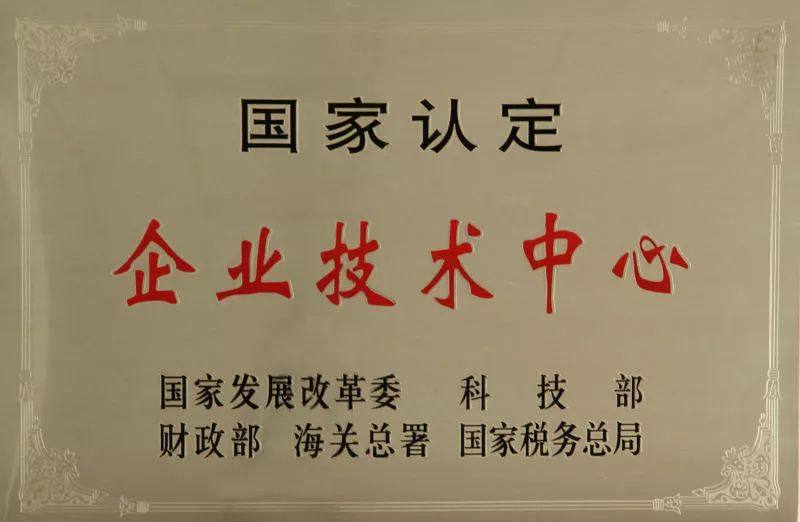 国家认定
企业技术中心
国家发展改革委 科技部
财政部 海关总署 国家税务总局